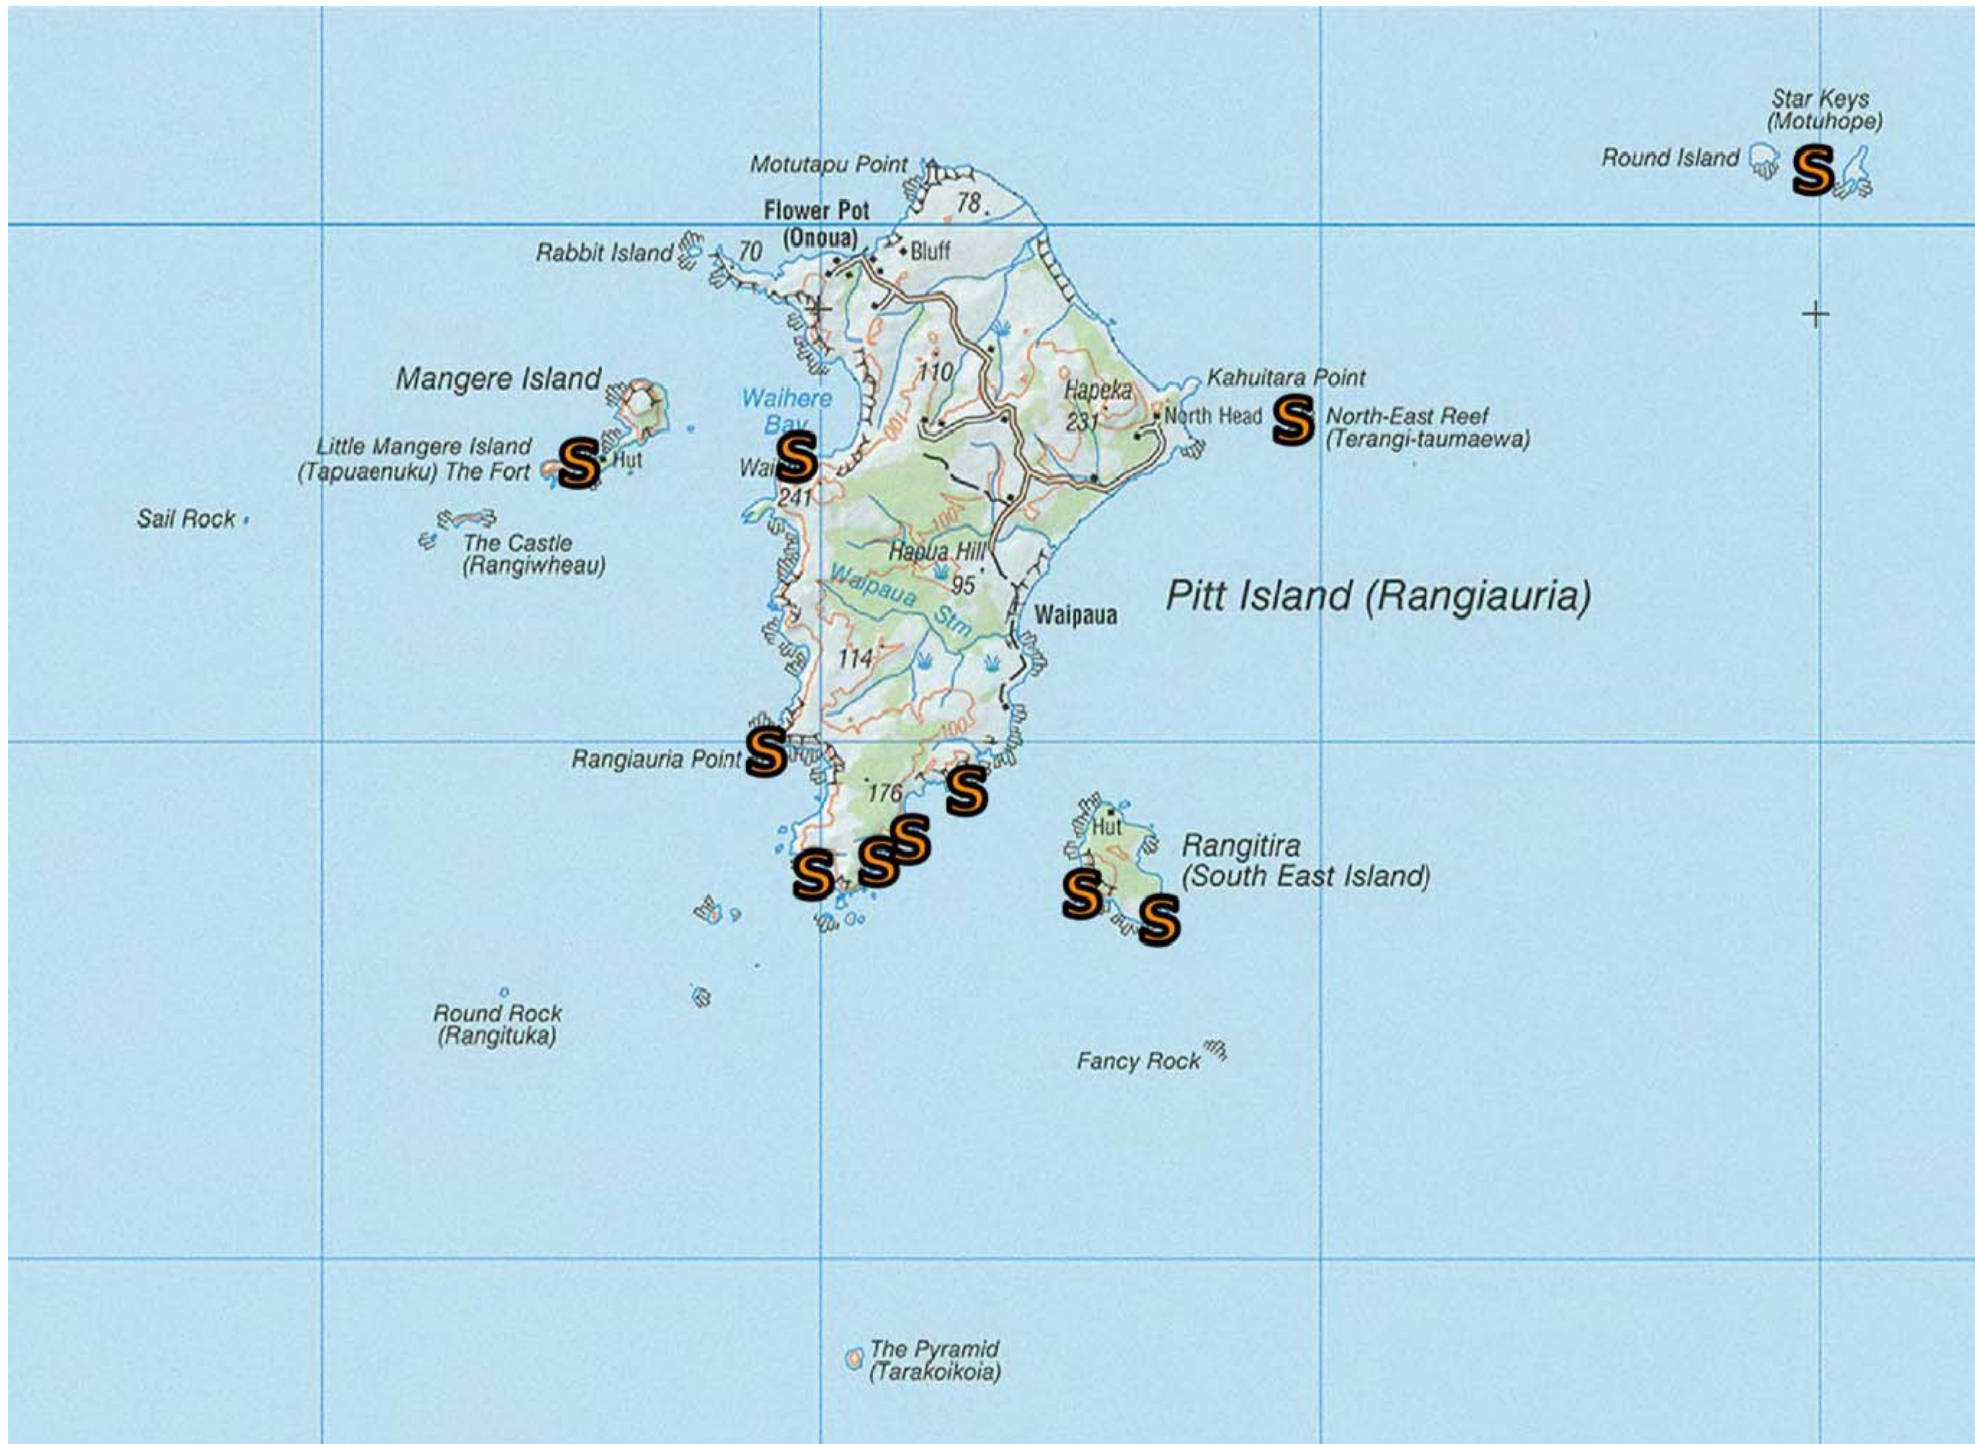 Star Keys
(Motuhope)
Round Island
S
Motutapu Point
78
Flower Pot
(Onoua)
Rabbit Island
70
Bluff
Mangere Island
110
Hapeka
231
Kahuitara Point
North Head
S
North-East Reef
(Terangi-taumaewa)
Waihere
Bay
100
Little Mangere Island
(Tapuaenuku) The Fort
S
Hut
S
241
Sail Rock
The Castle
(Rangiwheau)
100
Hapua Hill
95
Waipaua Stm
Pitt Island (Rangiauria)
Waipaua
114
100
Rangiauria Point
S
176
S
S
S
S
Hut
Rangitira
(South East Island)
S
S
Round Rock
(Rangituka)
Fancy Rock
The Pyramid
(Tarakoikoia)